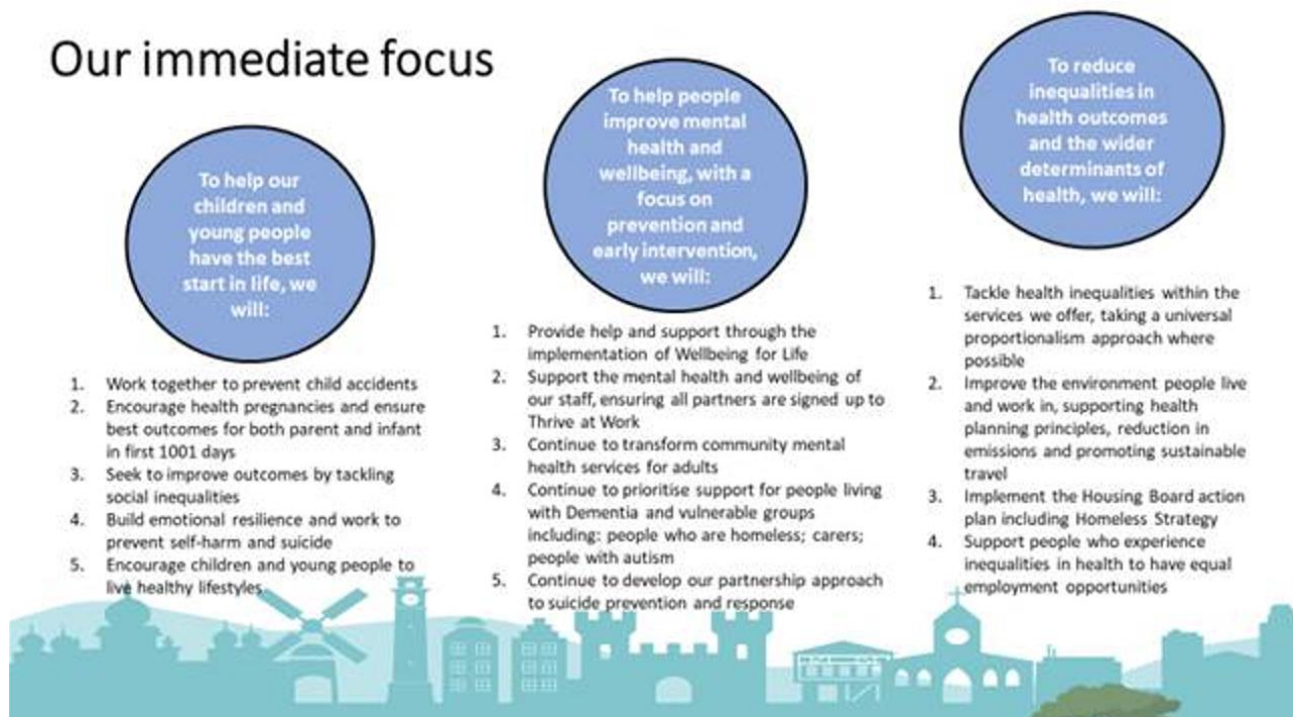 Our immediate focus
To help our
children and
young people
have the best
start in life, we
will:
1. Work together to prevent child accidents
2. Encourage health pregnancies and ensure
best outcomes for both parent and infant
in first 1001 days
3. Seek to improve outcomes by tackling
social inequalities
4. Build emotional resilience and work to
prevent self-harm and suicide
5. Encourage children and young people to
live healthy lifestyles
To help people
improve mental
health and
wellbeing, with a
focus on
prevention and
early intervention,
we will:
1. Provide help and support through the
implementation of Wellbeing for Life
2. Support the mental health and wellbeing of
our staff, ensuring all partners are signed up to
Thrive at Work
3. Continue to transform community mental
health services for adults
4. Continue to prioritise support for people living
with Dementia and vulnerable groups
including: people who are homeless; carers;
people with autism
5. Continue to develop our partnership approach
to suicide prevention and response
To reduce
inequalities in
health outcomes
and the wider
determinants of
health, we will:
1. Tackle health inequalities within the
services we offer, taking a universal
proportionalism approach where
possible
2. Improve the environment people live
and work in, supporting health
planning principles, reduction in
emissions and promoting sustainable
travel
3. Implement the Housing Board action
plan including Homeless Strategy
4. Support people who experience
inequalities in health to have equal
employment opportunities